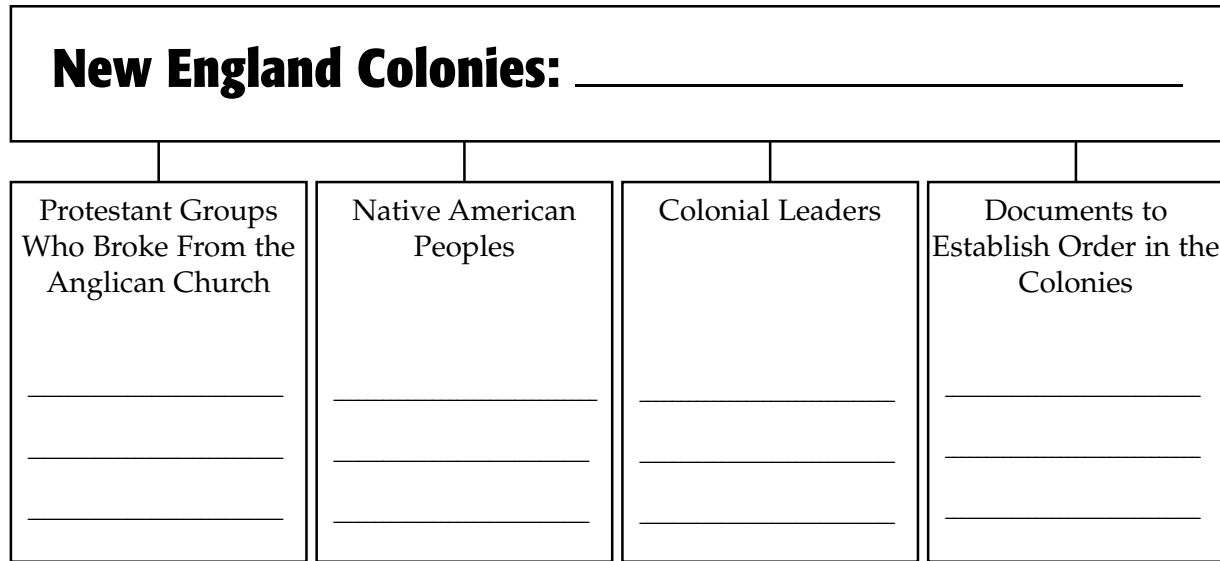 New England Colonies:
Protestant Groups
Who Broke From the
Anglican Church
Native American
Peoples
Colonial Leaders
Documents to
Establish Order in the
Colonies